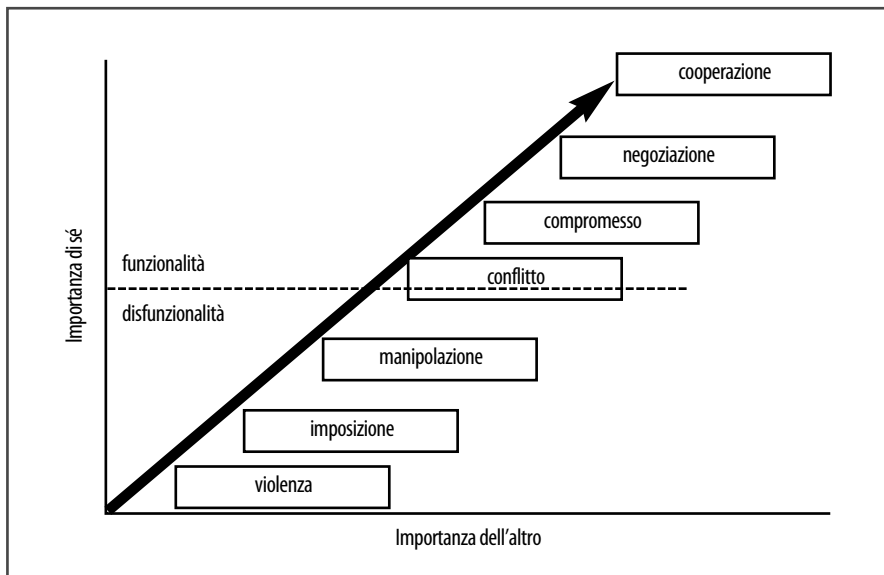 cooperazione
negoziazione
compromesso
conflitto
funzionalità
disfunzionalità
manipolazione
imposizione
violenza
Importanza di sé
Importanza dell'altro